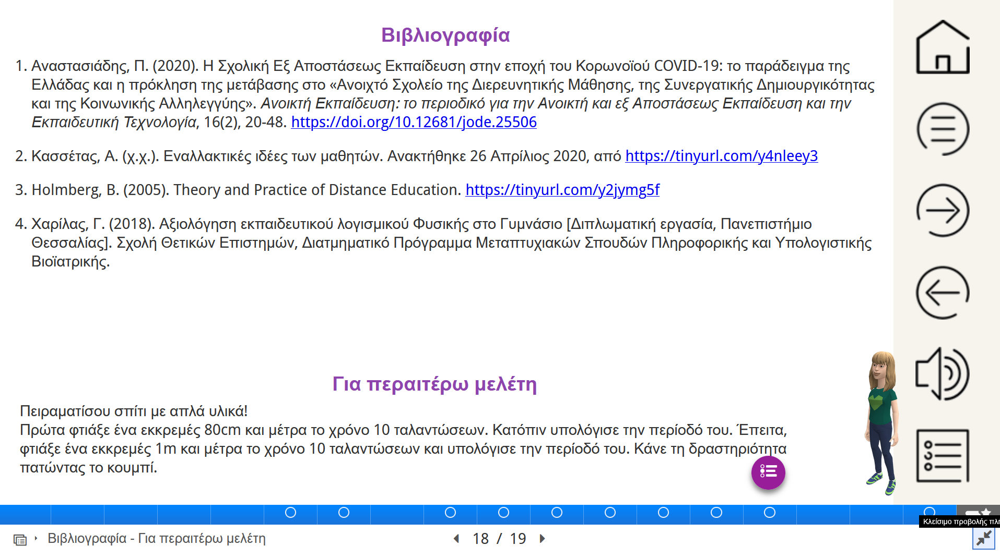 Βιβλιογραφία
1. Αναστασιάδης, Π. (2020). Η Σχολική Εξ Αποστάσεως Εκπαίδευση στην εποχή του Κορωνοϊού COVID-19: το παράδειγμα της
Ελλάδας και η πρόκληση της μετάβασης στο «Ανοιχτό Σχολείο της Διερευνητικής Μάθησης, της Συνεργατικής Δημιουργικότητας
και της Κοινωνικής Αλληλεγγύης». Ανοικτή Εκπαίδευση: το περιοδικό για την Ανοικτή και εξ Αποστάσεως Εκπαίδευση και την
Εκπαιδευτική Τεχνολογία, 16(2), 20-48. https://doi.org/10.12681/jode.25506
2. Κασσέτας, Α. (χ.χ.). Εναλλακτικές ιδέες των μαθητών. Ανακτήθηκε 26 Απρίλιος 2020, από https://tinyurl.com/y4nleey3
3. Holmberg, B. (2005). Theory and Practice of Distance Education. https://tinyurl.com/y2jymg5f
4. Χαρίλας, Γ. (2018). Αξιολόγηση εκπαιδευτικού λογισμικού Φυσικής στο Γυμνάσιο [Διπλωματική εργασία, Πανεπιστήμιο
Θεσσαλίας]. Σχολή Θετικών Επιστημών, Διατμηματικό Πρόγραμμα Μεταπτυχιακών Σπουδών Πληροφορικής και Υπολογιστικής
Βιοϊατρικής.
Για περαιτέρω μελέτη
Πειραματίσου σπίτι με απλά υλικά!
Πρώτα φτιάξε ένα εκκρεμές 80cm και μέτρα το χρόνο 10 ταλαντώσεων. Κατόπιν υπολόγισε την περίοδό του. Έπειτα,
φτιάξε ένα εκκρεμές 1m και μέτρα το χρόνο 10 ταλαντώσεων και υπολόγισε την περίοδό του. Κάνε τη δραστηριότητα
πατώντας το κουμπί.
Κλείσιμο προβολής
Βιβλιογραφία - Για περαιτέρω μελέτη
18 / 19